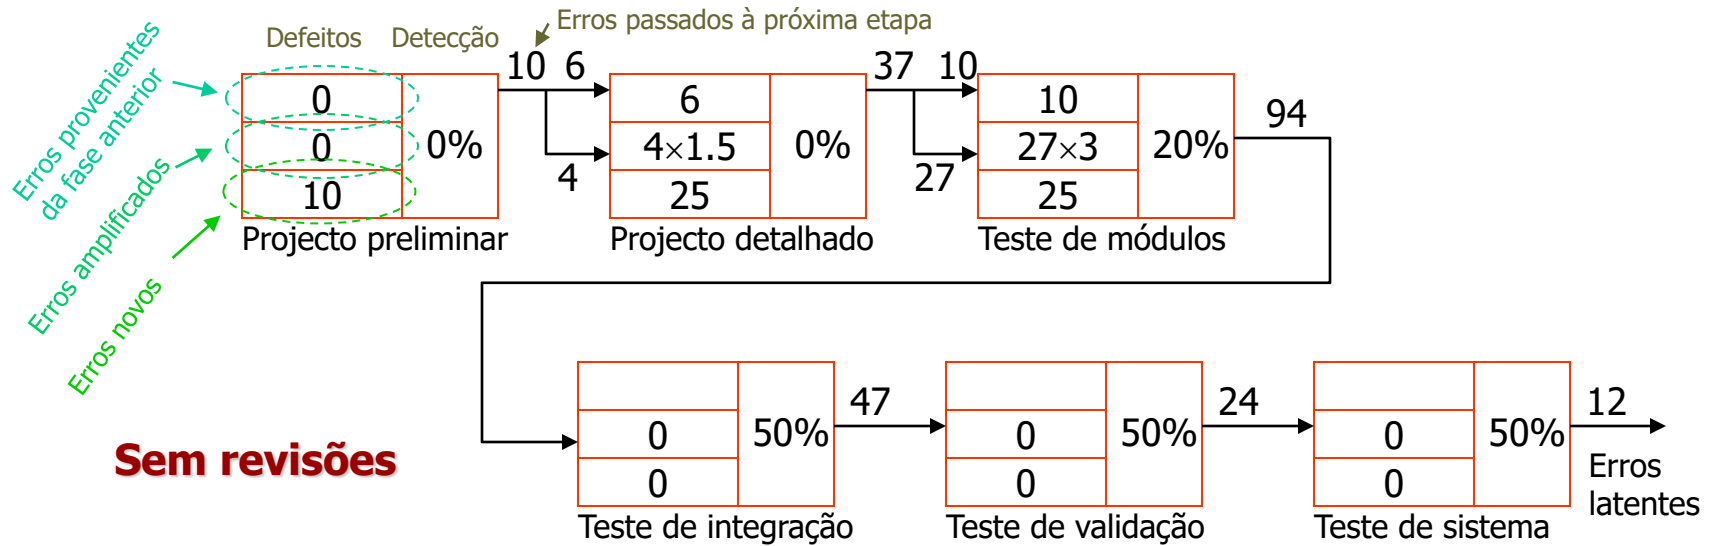 Erros passados à próxima etapa
Defeitos Detecção
Erros provenientes
da fase anterior
Erros amplificados
Erros novos
0
0
10
0%
Projecto preliminar
10 6
4
6
4×1.5
25
0%
Projecto detalhado
37 10
27
10
27×3
25
20%
Teste de módulos
94
Sem revisões
0
0
50%
Teste de integração
47
0
0
50%
Teste de validação
24
0
0
50%
Teste de sistema
12
Erros
latentes